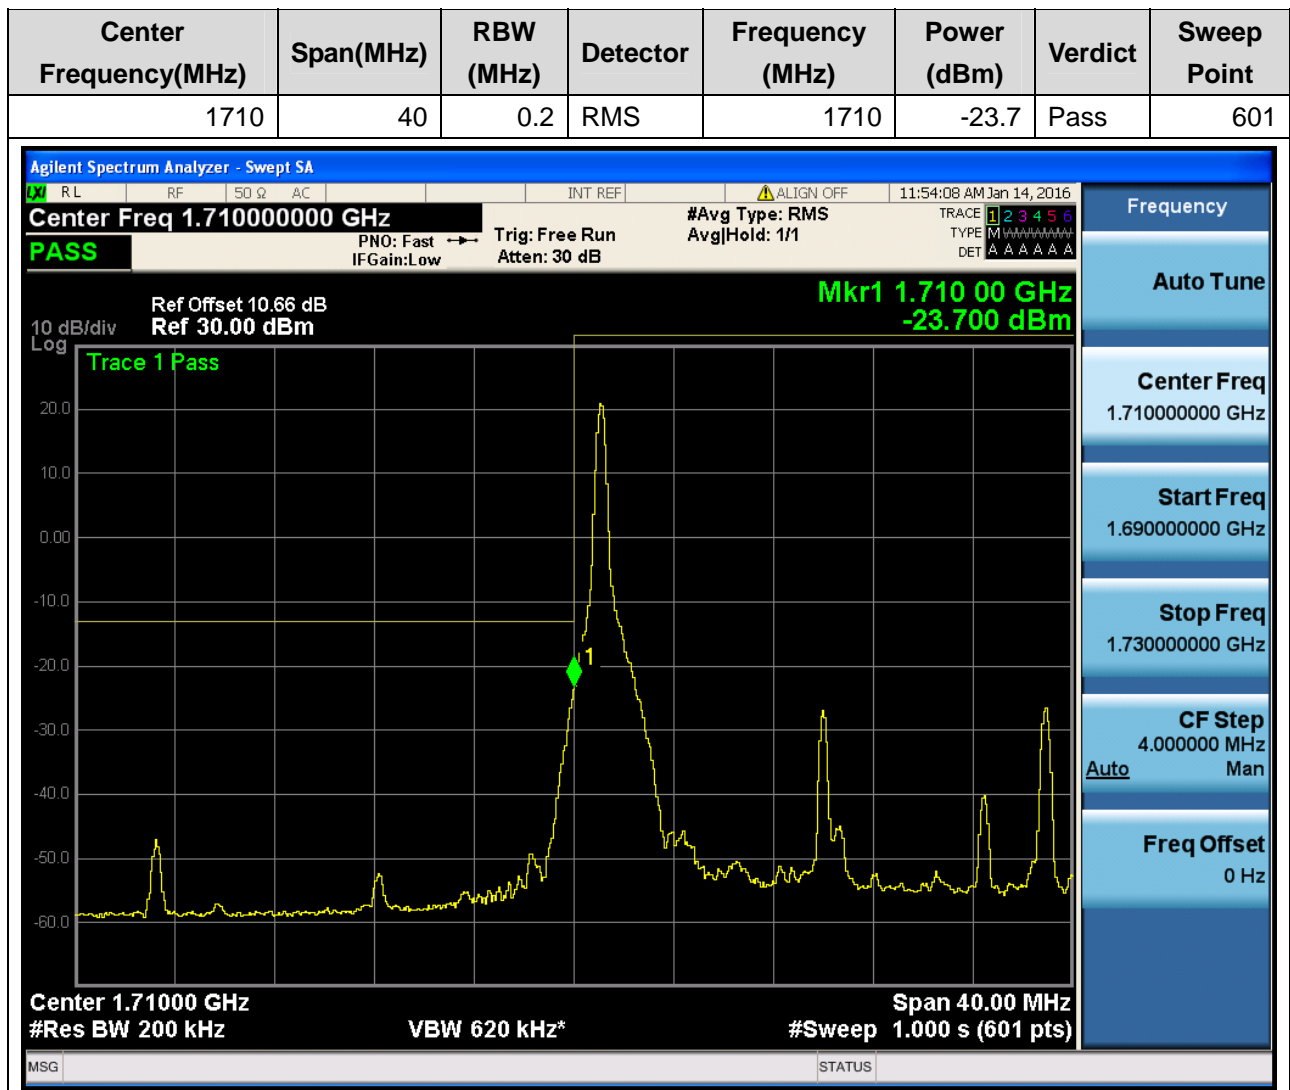 Center Frequency(MHz) Span(MHz) RBW (MHz) Detector Frequency (MHz) Power (dBm) Verdict Sweep Point
1710 40 0.2 RMS 1710 -23.7 Pass 601
Agilent Spectrum Analyzer - Swept SA
LXI RL RF 50 Ω AC INT REF ALIGN OFF 11:54:08 AM Jan 14, 2016
Center Freq 1.710000000 GHz
PASS
PNO: Fast
IFGain:Low
Trig: Free Run
Atten: 30 dB
#Avg Type: RMS
Avg|Hold: 1/1
TRACE 1 2 3 4 5 6
TYPE M
DET A A A A A A
Ref Offset 10.66 dB
10 dB/div Ref 30.00 dBm
Log
Mkr1 1.710 00 GHz
-23.700 dBm
Trace 1 Pass
20.0
10.0
0.00
-10.0
-20.0
-30.0
-40.0
-50.0
-60.0
1
Center 1.71000 GHz Span 40.00 MHz
#Res BW 200 kHz VBW 620 kHz* #Sweep 1.000 s (601 pts)
MSG STATUS
Frequency
Auto Tune
Center Freq
1.710000000 GHz
Start Freq
1.690000000 GHz
Stop Freq
1.730000000 GHz
CF Step
4.000000 MHz
Auto Man
Freq Offset
0 Hz